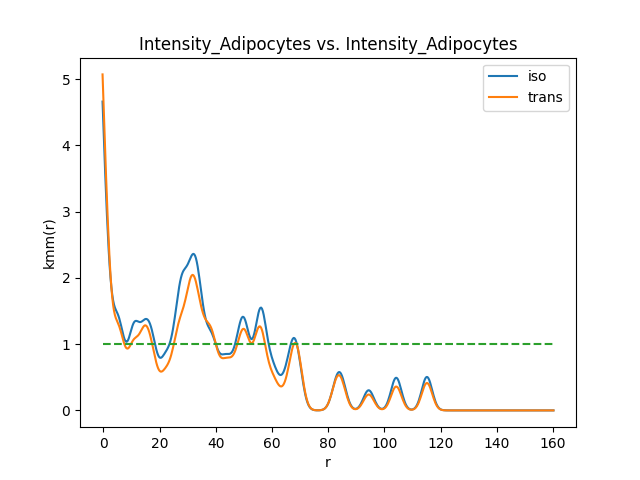 Intensity_Adipocytes vs. Intensity_Adipocytes
iso
trans
kmm(r)
5
4
3
2
1
0
0 20 40 60 80 100 120 140 160
r